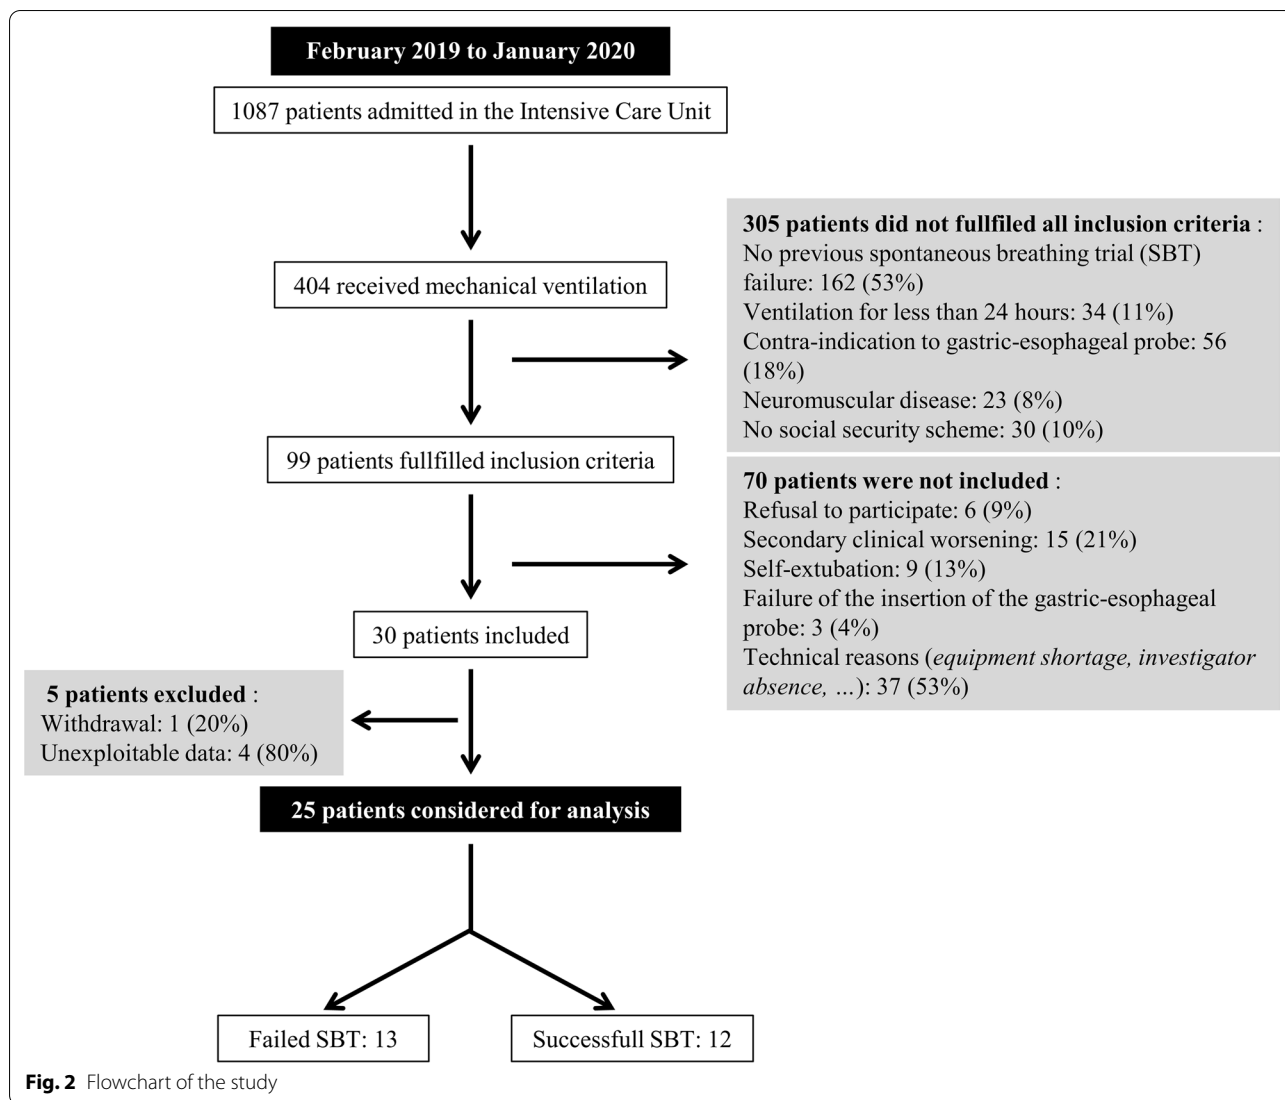 February 2019 to January 2020
1087 patients admitted in the Intensive Care Unit
404 received mechanical ventilation
305 patients did not fullfiled all inclusion criteria :
No previous spontaneous breathing trial (SBT)
failure: 162 (53%)
Ventilation for less than 24 hours: 34 (11%)
Contra-indication to gastric-esophageal probe: 56
(18%)
Neuromuscular disease: 23 (8%)
No social security scheme: 30 (10%)
99 patients fullfilled inclusion criteria
70 patients were not included :
Refusal to participate: 6 (9%)
Secondary clinical worsening: 15 (21%)
Self-extubation: 9 (13%)
Failure of the insertion of the gastric-esophageal
probe: 3 (4%)
Technical reasons (equipment shortage, investigator
absence, ...): 37 (53%)
30 patients included
5 patients excluded :
Withdrawal: 1 (20%)
Unexploitable data: 4 (80%)
25 patients considered for analysis
Failed SBT: 13
Successfull SBT: 12
Fig. 2 Flowchart of the study